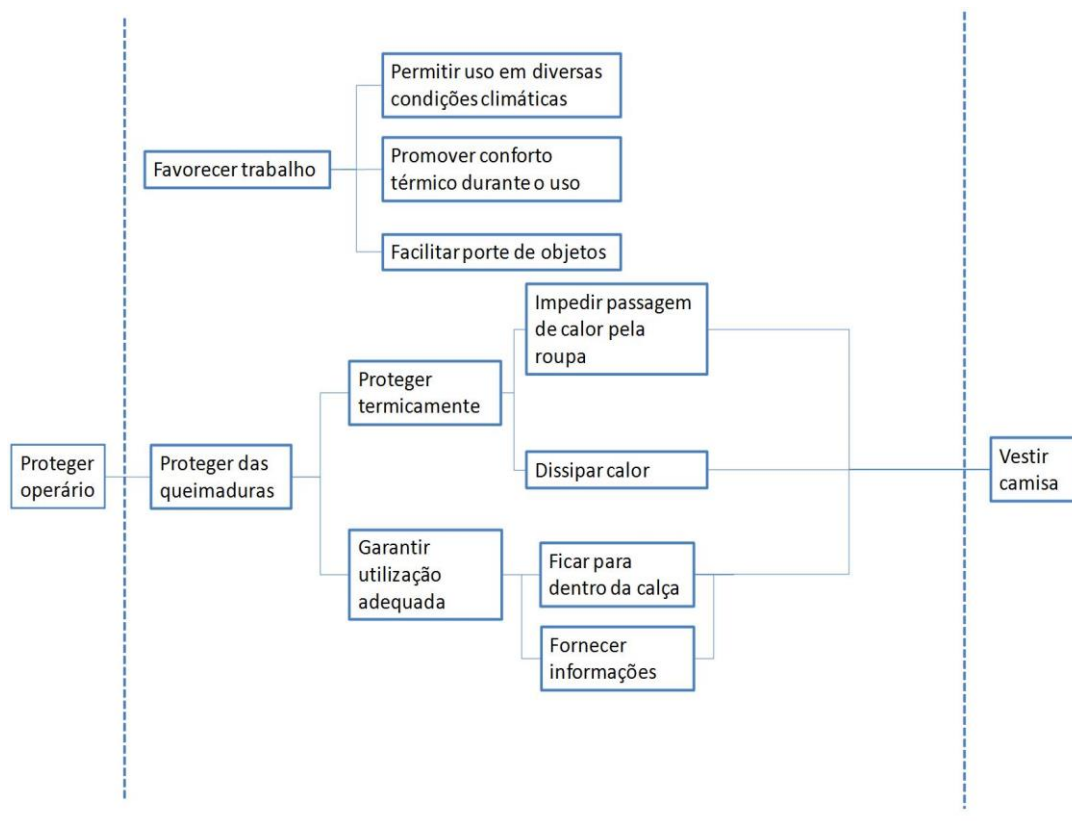 Permitir uso em diversas
condições climáticas
Favorecer trabalho
Promover conforto
térmico durante o uso
Facilitar porte de objetos
Impedir passagem
de calor pela
roupa
Proteger
termicamente
Dissipar calor
Proteger
operário
Proteger das
queimaduras
Vestir
camisa
Garantir
utilização
adequada
Ficar para
dentro da calça
Fornecer
informações